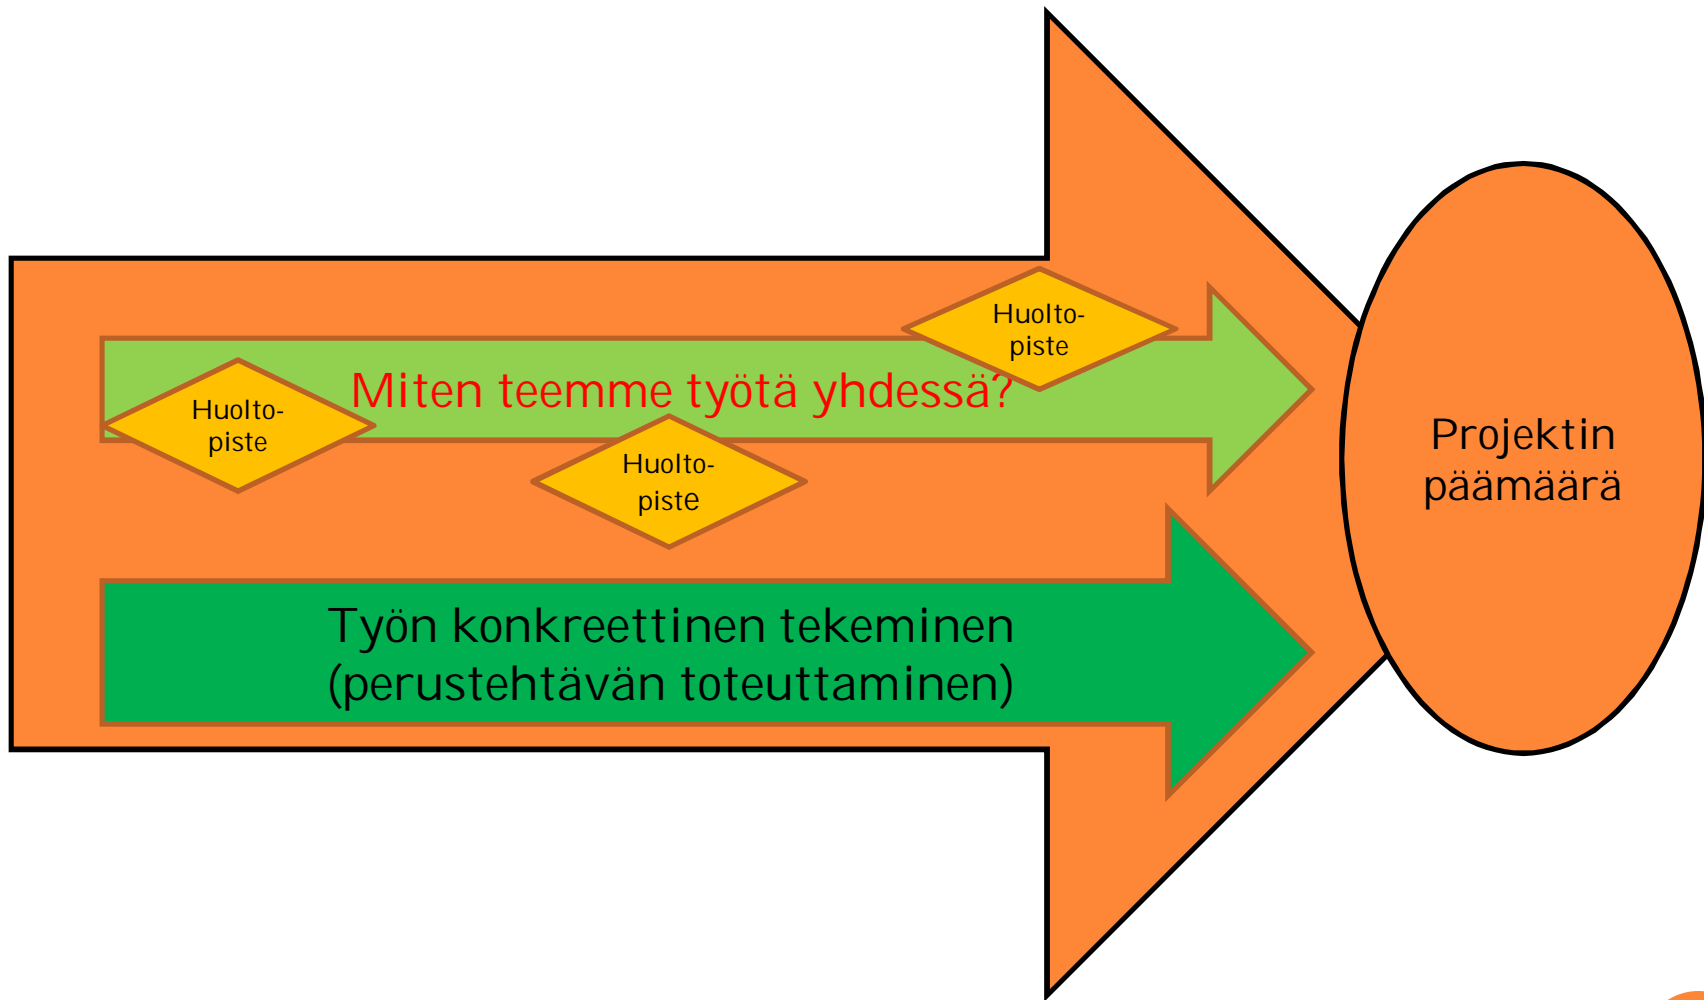 Huolto-
piste
Miten teemme työtä yhdessä?
Huolto-
piste
Huolto-
piste
Projektin
päämäärä
Työn konkreettinen tekeminen
(perustehtävän toteuttaminen)